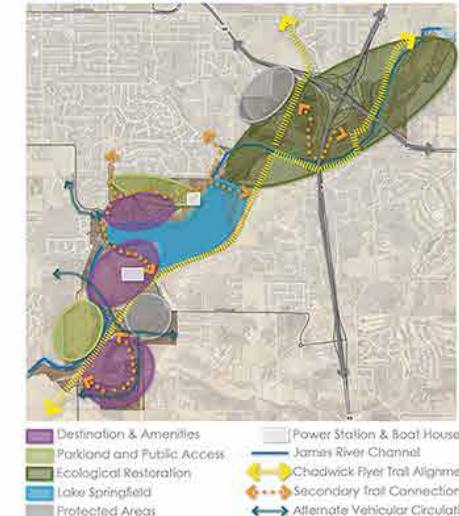 Destination & Amenities
Parkland and Public Access
Ecological Restoration
Lake Springfield
Protected Areas
Power Station & Boat House
James River Channel
Chadwick Flyer Trail Alignme
Secondary Trail Connection
Alternate Vehicular Circulati